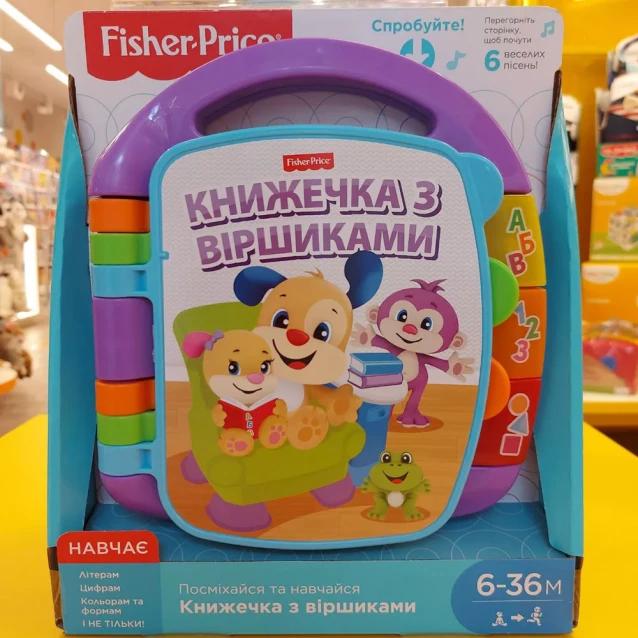 Fisher-Price®
Спробуйте!
Перегорніть
сторінку,
щоб почути
6 веселих
пісень!
Fisher-Price
КНИЖЕЧКА З
ВІРШИКАМИ
А
Б
В
1
2
3
НАВЧАЄ
Літерам
Цифрам
Кольорам та
формам
І НЕ ТІЛЬКИ!
Посміхайся та навчайся
Книжечка з віршиками
6-36М